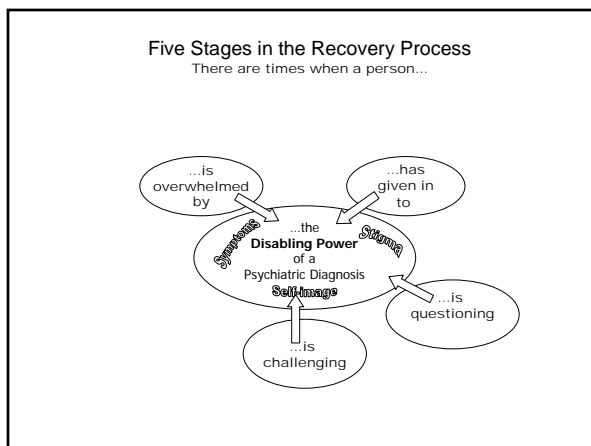 Five Stages in the Recovery Process
There are times when a person...
...is
overwhelmed
by
...has
given in
to
...the
Disabling Power
of a
Psychiatric Diagnosis
Symptoms
Stigma
Self-image
...is
questioning
...is
challenging